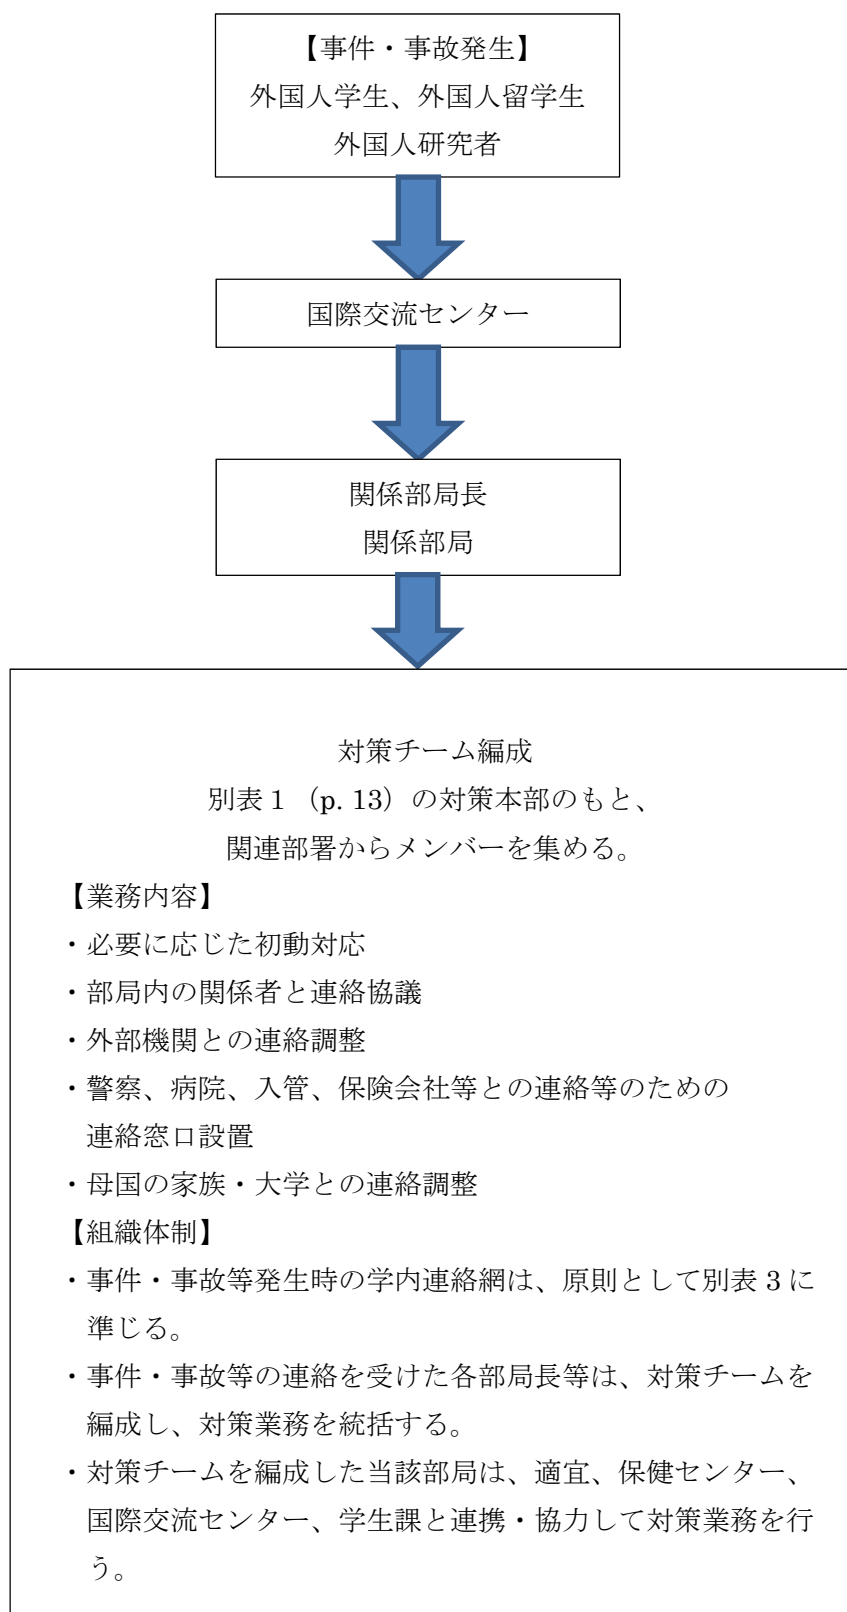 【事件・事故発生】
外国人学生、外国人留学生
外国人研究者
国際交流センター
関係部局長
関係部局
対策チーム編成
別表1 (p. 13) の対策本部のもと、
関連部署からメンバーを集める。
【業務内容】
・必要に応じた初動対応
・部局内の関係者と連絡協議
・外部機関との連絡調整
・警察、病院、入管、保険会社等との連絡等のための
連絡窓口設置
・母国の家族・大学との連絡調整
【組織体制】
・事件・事故等発生時の学内連絡網は、原則として別表3に
準じる。
・事件・事故等の連絡を受けた各部局長等は、対策チームを
編成し、対策業務を統括する。
・対策チームを編成した当該部局は、適宜、保健センター、
国際交流センター、学生課と連携・協力して対策業務を行
う。